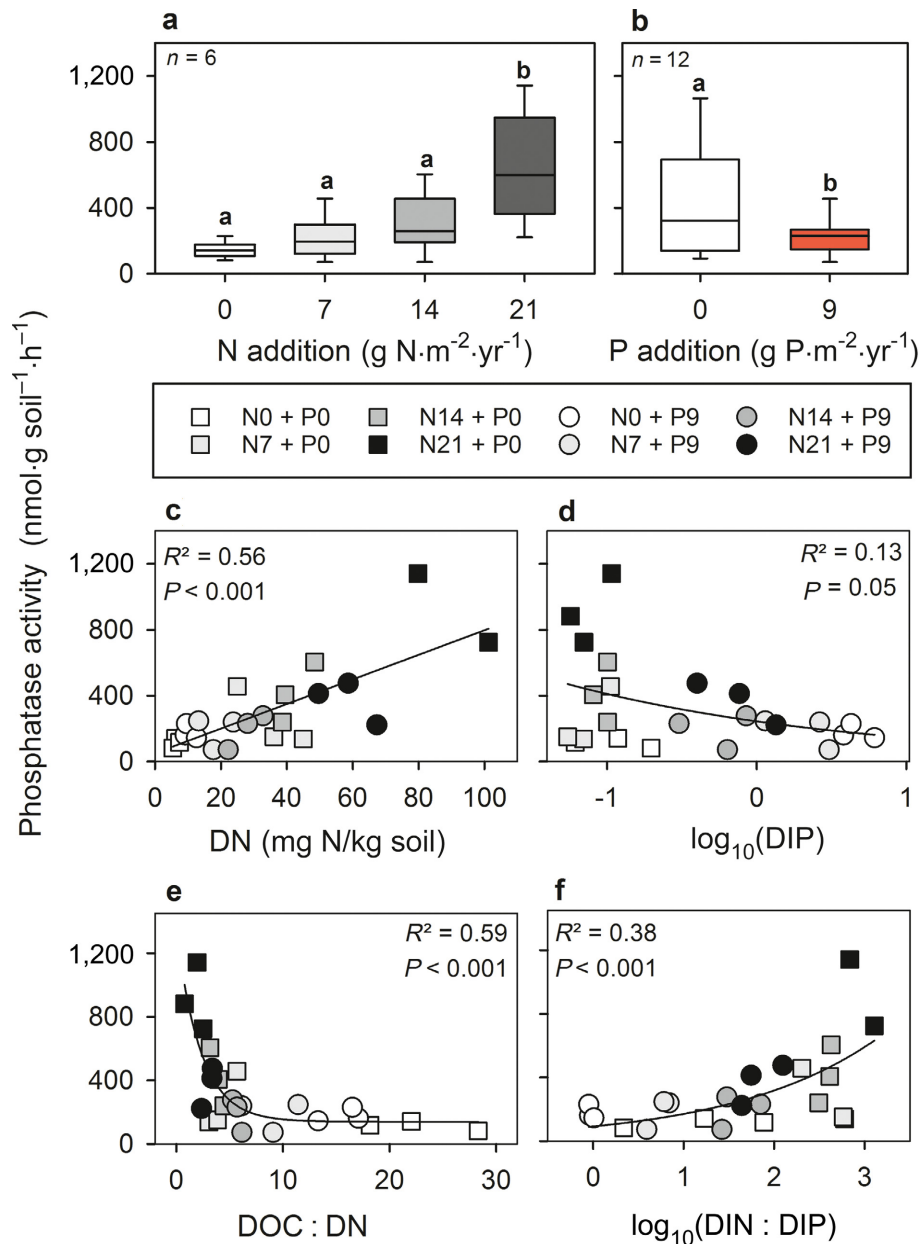 a
b
n = 6
n = 12
1,200
800
400
0
a
a
a
b
a
b
0 7 14 21
0 9
N addition (g N·m⁻²·yr⁻¹)
P addition (g P·m⁻²·yr⁻¹)
Phosphatase activity (nmol·g soil⁻¹·h⁻¹)
N0 + P0 N14 + P0 N0 + P9 N14 + P9
N7 + P0 N21 + P0 N7 + P9 N21 + P9
c
d
R² = 0.56
P < 0.001
R² = 0.13
P = 0.05
1,200
800
400
0
0 20 40 60 80 100
-1 0 1
DN (mg N/kg soil)
log₁₀(DIP)
e
f
R² = 0.59
P < 0.001
R² = 0.38
P < 0.001
1,200
800
400
0
0 10 20 30
0 1 2 3
DOC : DN
log₁₀(DIN : DIP)